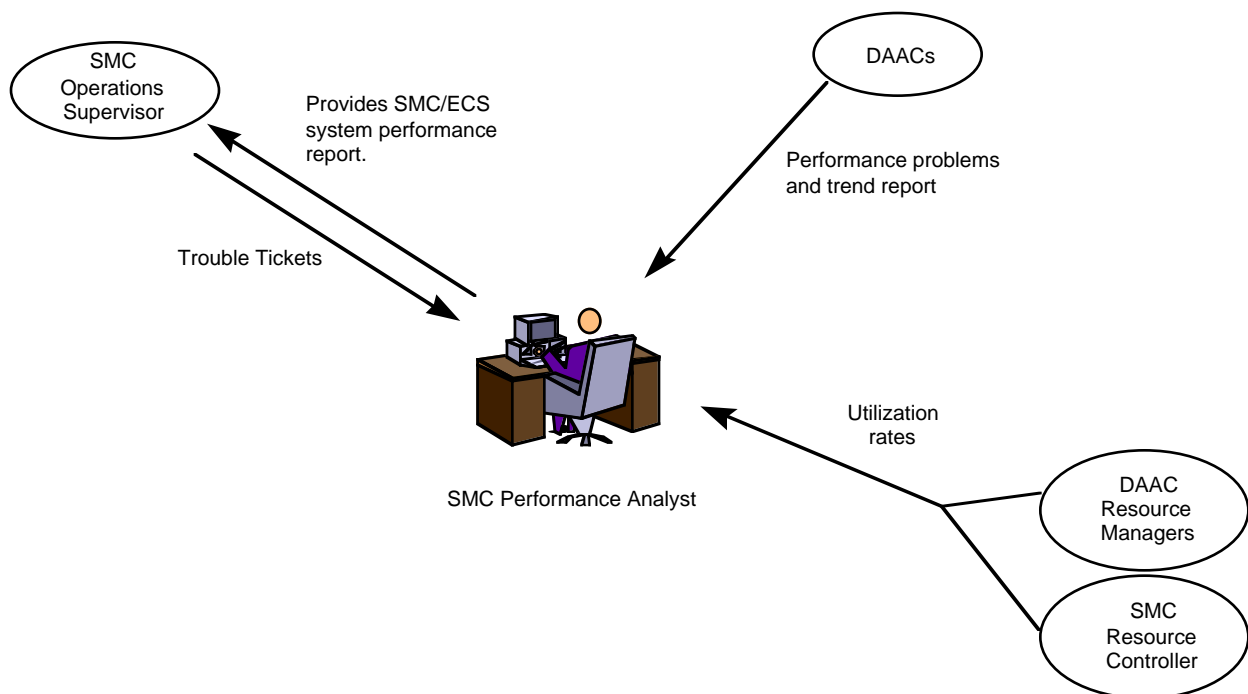 SMC
Operations
Supervisor
Provides SMC/ECS
system performance
report.
Trouble Tickets
DAACs
Performance problems
and trend report
SMC Performance Analyst
Utilization
rates
DAAC
Resource
Managers
SMC
Resource
Controller